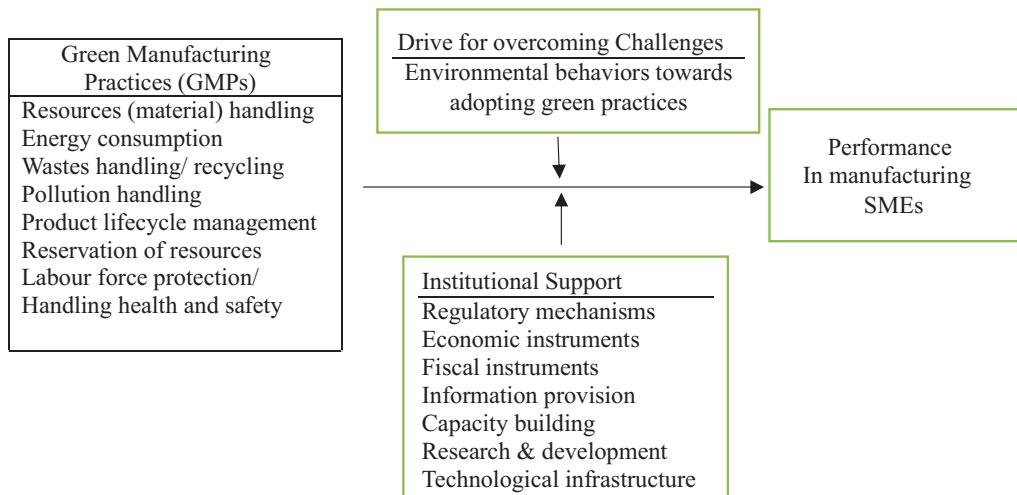 Green Manufacturing
Practices (GMPs)
Resources (material) handling
Energy consumption
Wastes handling/ recycling
Pollution handling
Product lifecycle management
Reservation of resources
Labour force protection/
Handling health and safety
Drive for overcoming Challenges
Environmental behaviors towards
adopting green practices
Institutional Support
Regulatory mechanisms
Economic instruments
Fiscal instruments
Information provision
Capacity building
Research & development
Technological infrastructure
Performance
In manufacturing
SMEs